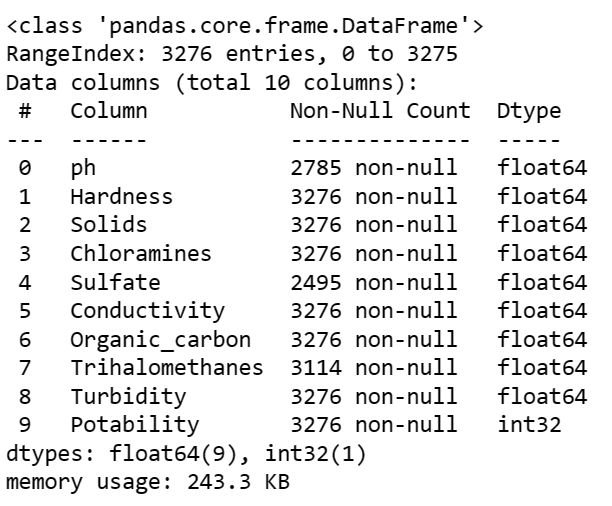 <class 'pandas.core.frame.DataFrame'>
RangeIndex: 3276 entries, 0 to 3275
Data columns (total 10 columns):
 #   Column           Non-Null Count  Dtype
---  ------           --------------  -----
 0   ph               2785 non-null   float64
 1   Hardness         3276 non-null   float64
 2   Solids           3276 non-null   float64
 3   Chloramines      3276 non-null   float64
 4   Sulfate          2495 non-null   float64
 5   Conductivity     3276 non-null   float64
 6   Organic_carbon   3276 non-null   float64
 7   Trihalomethanes  3114 non-null   float64
 8   Turbidity        3276 non-null   float64
 9   Potability       3276 non-null   int32
dtypes: float64(9), int32(1)
memory usage: 243.3 KB